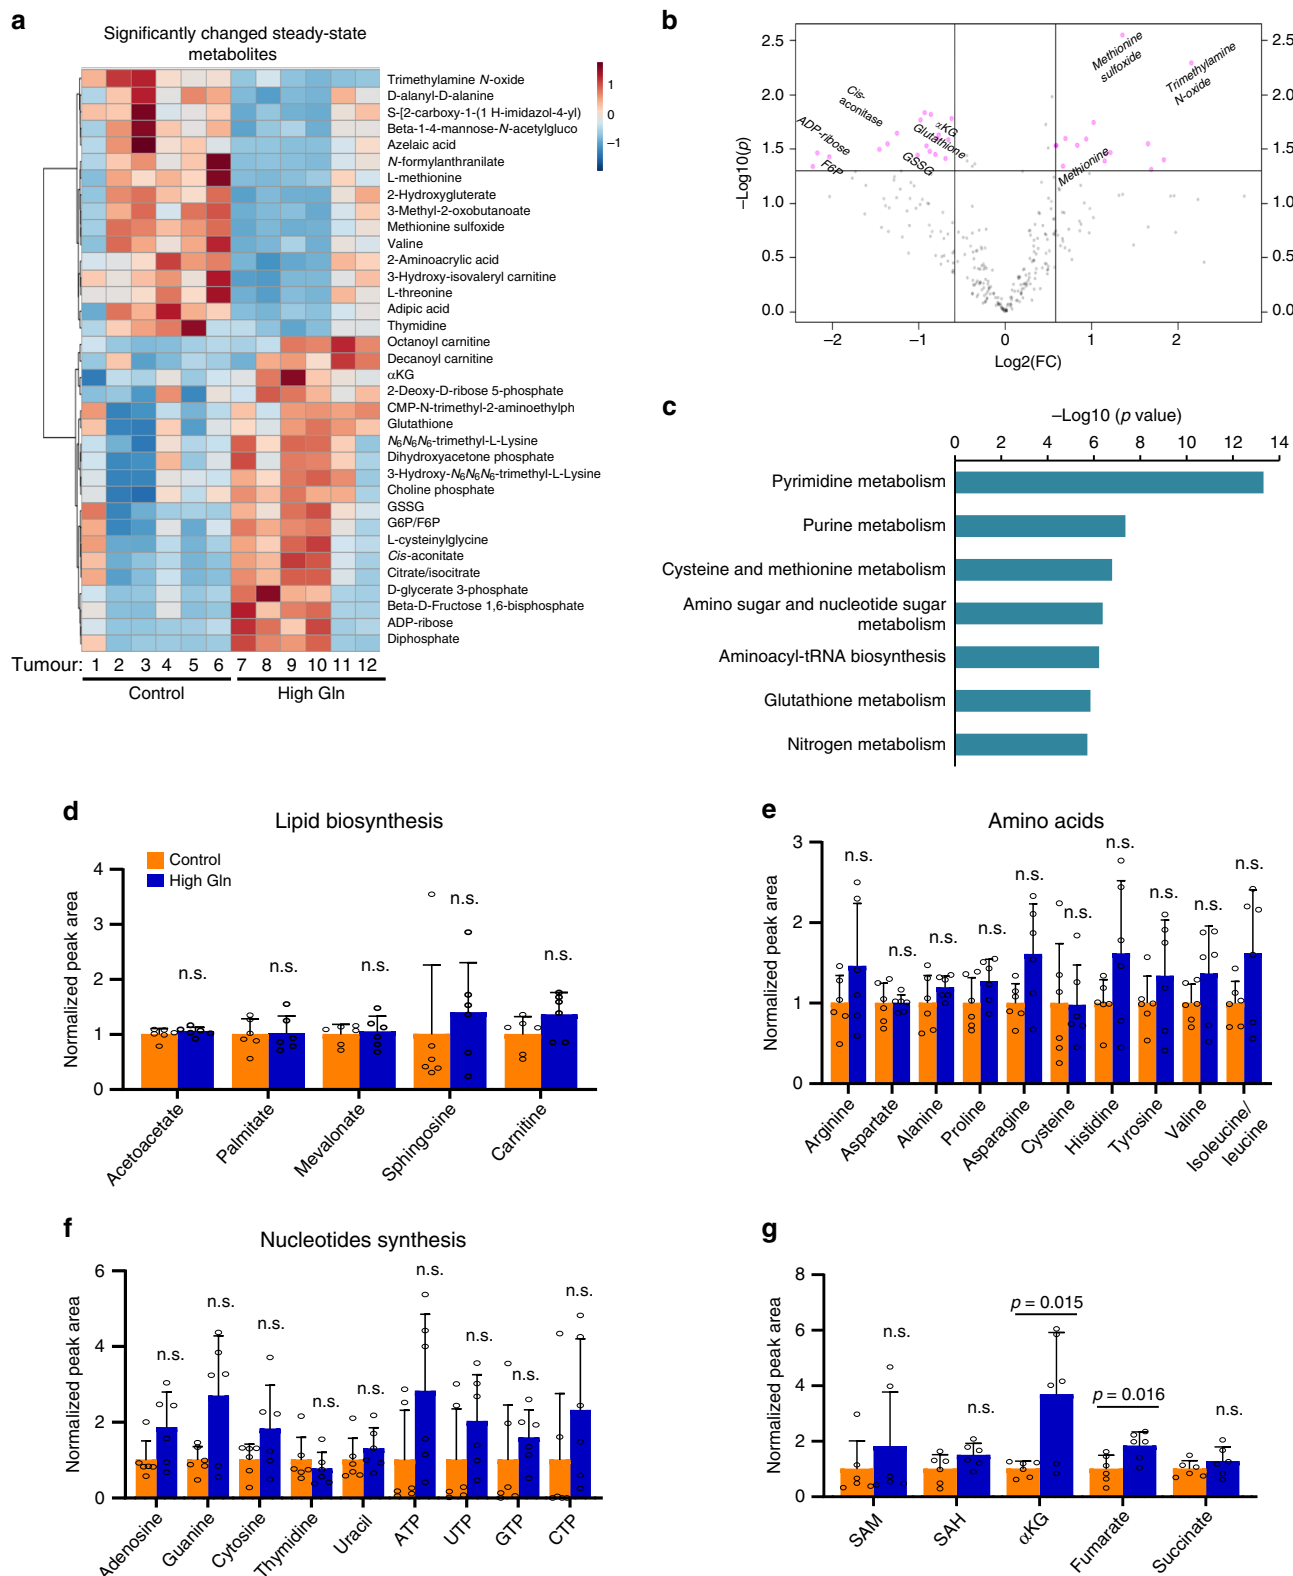 a
Significantly changed steady-state
metabolites
Trimethylamine N-oxide
D-alanyl-D-alanine
S-[2-carboxy-1-(1 H-imidazol-4-yl)
Beta-1-4-mannose-N-acetylgluco
Azelaic acid
N-formylanthranilate
L-methionine
2-Hydroxygluterate
3-Methyl-2-oxobutanoate
Methionine sulfoxide
Valine
2-Aminoacrylic acid
3-Hydroxy-isovaleryl carnitine
L-threonine
Adipic acid
Thymidine
Octanoyl carnitine
Decanoyl carnitine
αKG
2-Deoxy-D-ribose 5-phosphate
CMP-N-trimethyl-2-aminoethylph
Glutathione
N6N6N6-trimethyl-L-Lysine
Dihydroxyacetone phosphate
3-Hydroxy-N6N6N6-trimethyl-L-Lysine
Choline phosphate
GSSG
G6P/F6P
L-cysteinylglycine
Cis-aconitate
Citrate/isocitrate
D-glycerate 3-phosphate
Beta-D-Fructose 1,6-bisphosphate
ADP-ribose
Diphosphate
1
−1
Tumour: 1 2 3 4 5 6 7 8 9 10 11 12
Control High Gln
b
−Log10(p)
2.5
2.0
1.5
1.0
0.5
0.0
2.5
2.0
1.5
1.0
0.5
0.0
Methionine
sulfoxide
Trimethylamine
N-oxide
Cis-
aconitase
ADP-ribose
F6P
αKG
Glutathione
GSSG
Methionine
−2 −1 0 1 2
Log2(FC)
c
−Log10 (p value)
0 2 4 6 8 10 12 14
Pyrimidine metabolism
Purine metabolism
Cysteine and methionine metabolism
Amino sugar and nucleotide sugar
metabolism
Aminoacyl-tRNA biosynthesis
Glutathione metabolism
Nitrogen metabolism
d
Lipid biosynthesis
Control
High Gln
Normalized peak area
4
3
2
1
0
n.s. n.s. n.s. n.s. n.s.
Acetoacetate Palmitate Mevalonate Sphingosine Carnitine
e
Amino acids
Normalized peak area
3
2
1
0
n.s. n.s. n.s. n.s. n.s. n.s. n.s. n.s. n.s. n.s.
Arginine Aspartate Alanine Proline Asparagine Cysteine Histidine Tyrosine Valine Isoleucine/
leucine
f
Nucleotides synthesis
Normalized peak area
6
4
2
0
n.s. n.s. n.s. n.s. n.s. n.s. n.s. n.s. n.s.
Adenosine Guanine Cytosine Thymidine Uracil ATP UTP GTP CTP
g
Normalized peak area
8
6
4
2
0
n.s. n.s. p = 0.015 p = 0.016 n.s.
SAM SAH αKG Fumarate Succinate